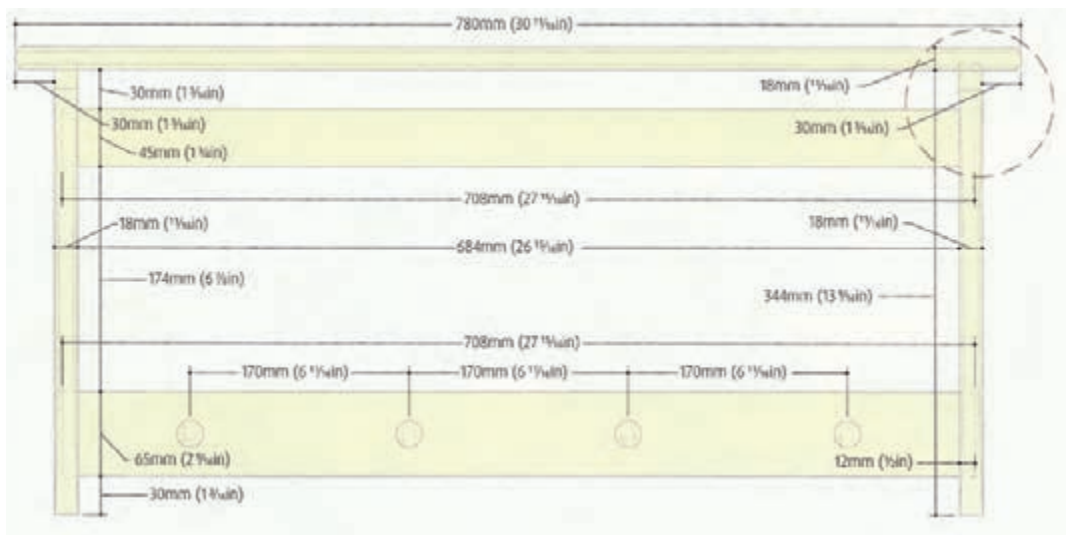 780mm (30 11/16in)
18mm (11/16in)
30mm (1 3/16in)
30mm (1 3/16in)
30mm (1 3/16in)
45mm (1 3/4in)
708mm (27 15/16in)
18mm (11/16in)
18mm (11/16in)
684mm (26 15/16in)
174mm (6 7/8in)
344mm (13 9/16in)
708mm (27 15/16in)
170mm (6 11/16in)
170mm (6 11/16in)
170mm (6 11/16in)
65mm (2 9/16in)
12mm (1/2in)
30mm (1 3/16in)